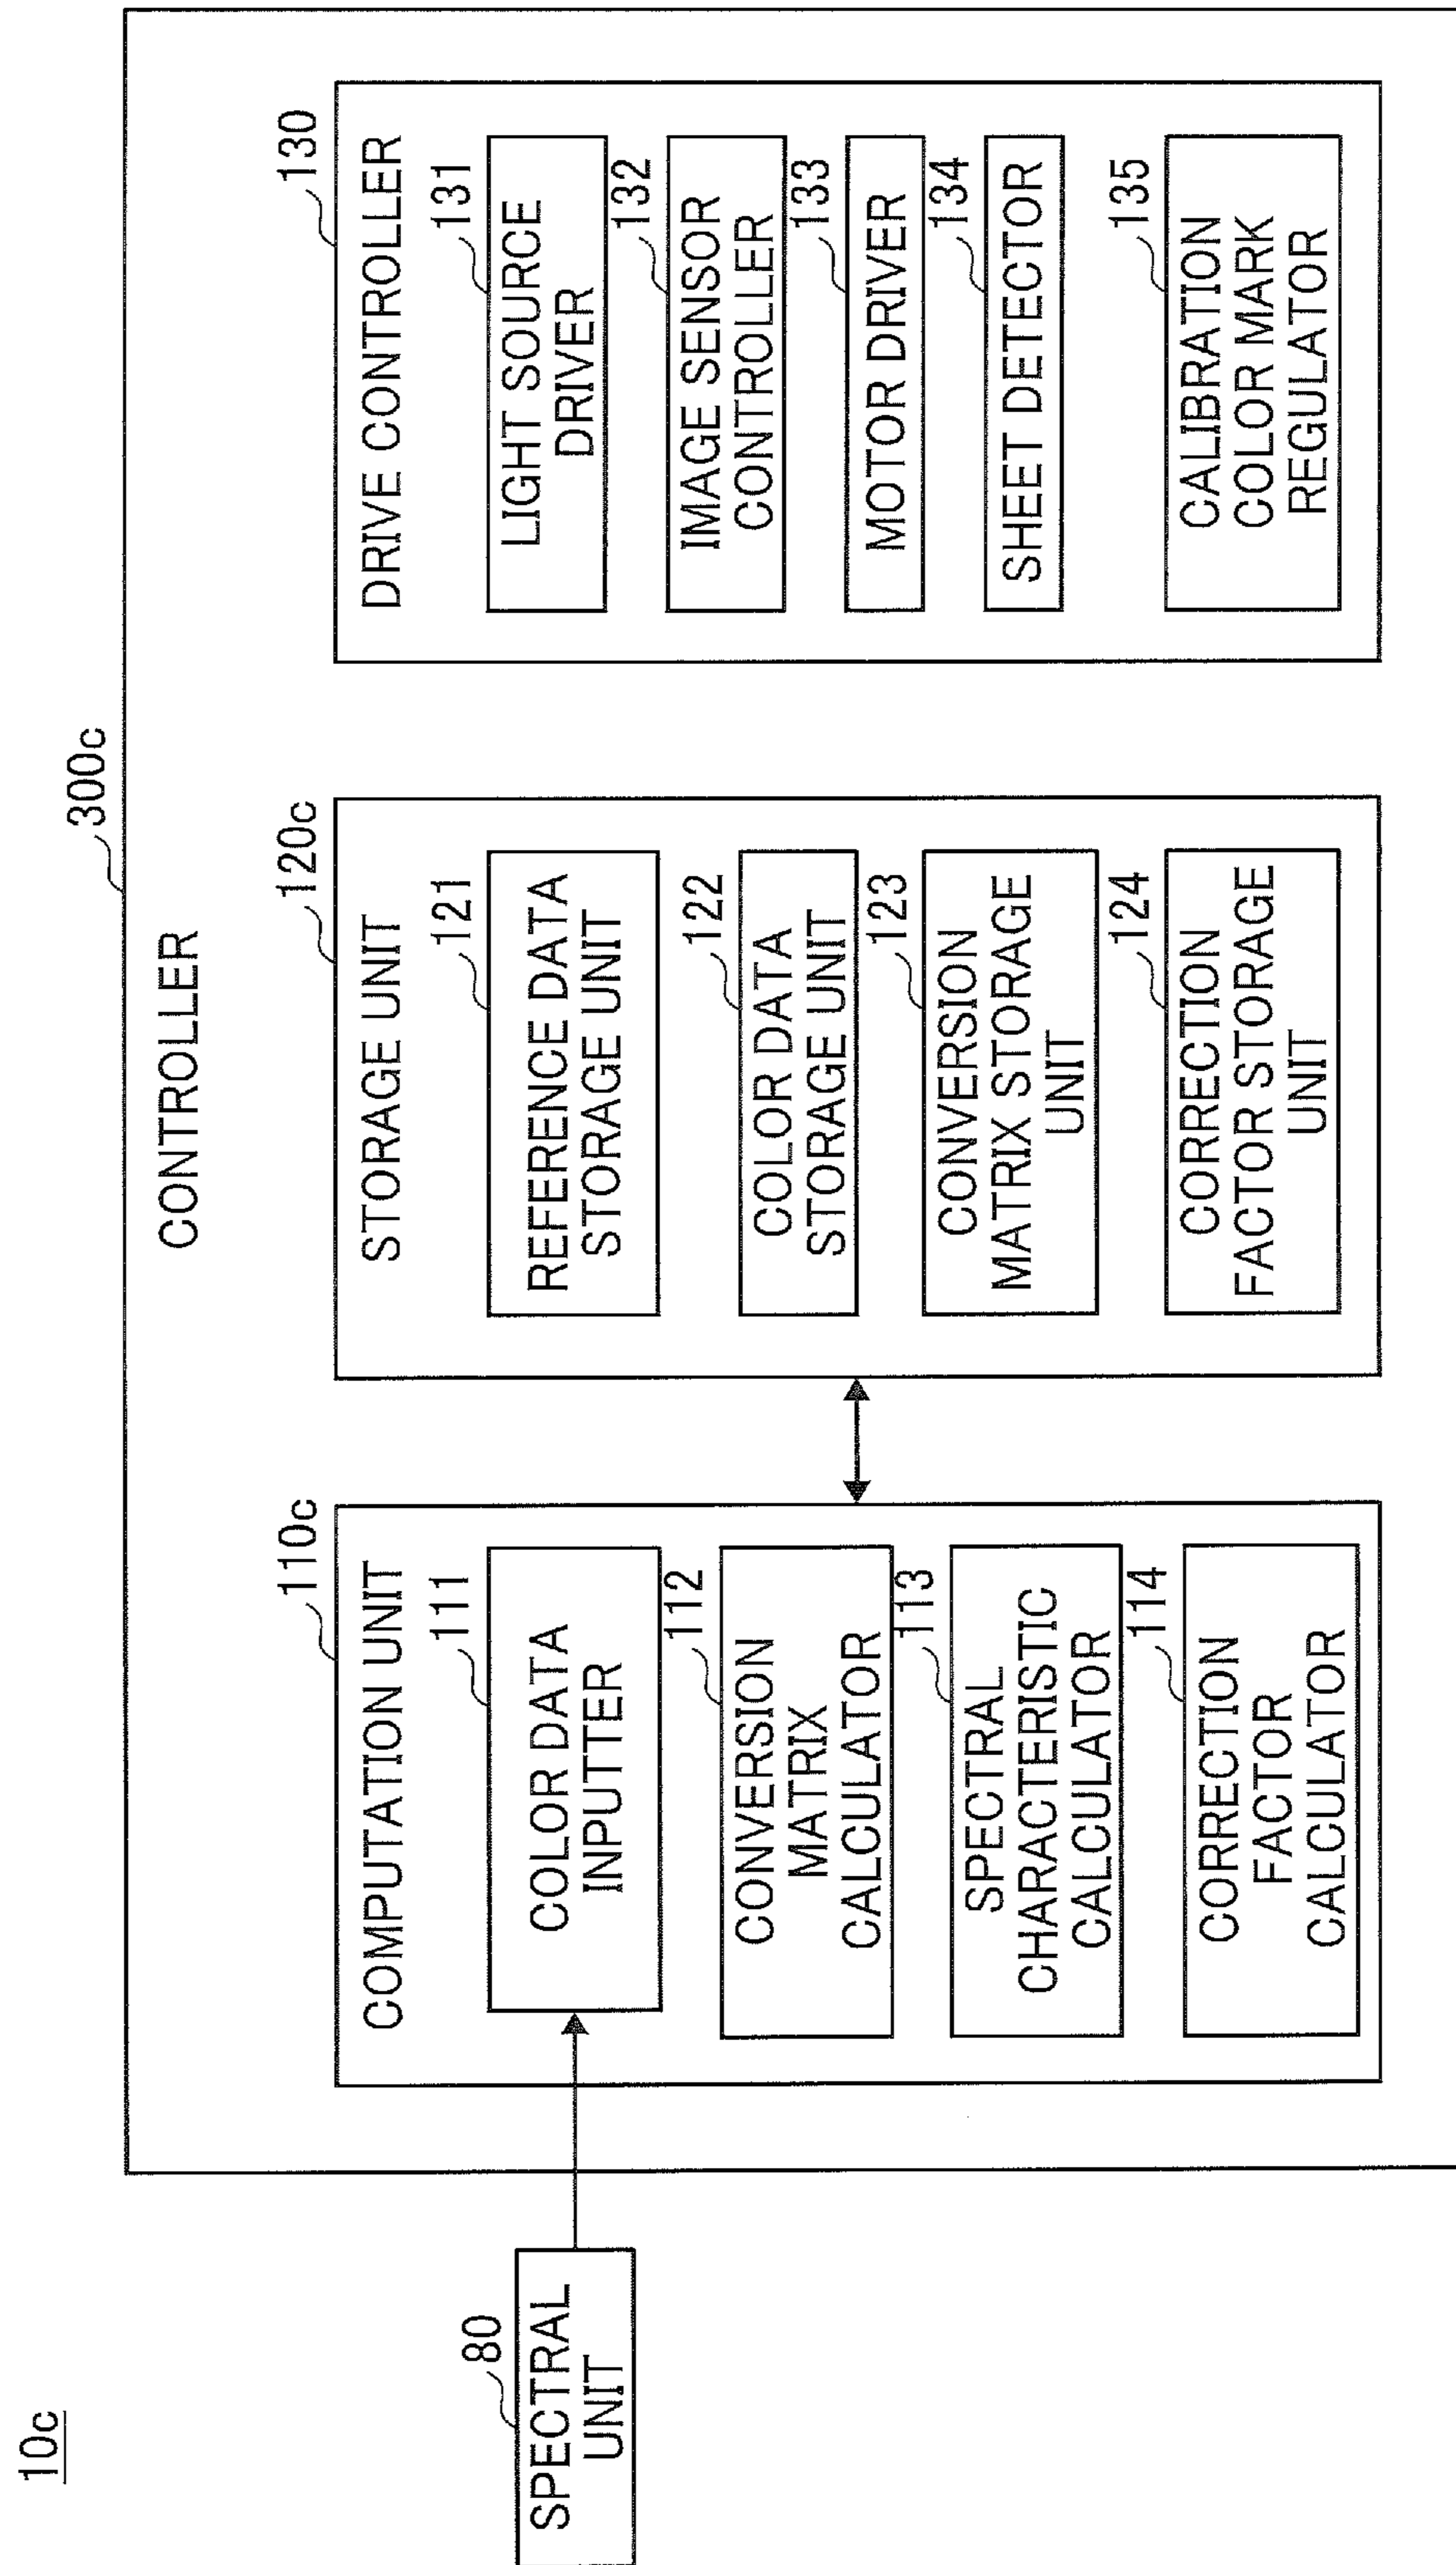 10c
80
SPECTRAL
UNIT
300c
CONTROLLER
110c
COMPUTATION UNIT
111
COLOR DATA
INPUTTER
112
CONVERSION
MATRIX
CALCULATOR
113
SPECTRAL
CHARACTERISTIC
CALCULATOR
114
CORRECTION
FACTOR
CALCULATOR
120c
STORAGE UNIT
121
REFERENCE DATA
STORAGE UNIT
122
COLOR DATA
STORAGE UNIT
123
CONVERSION
MATRIX STORAGE
UNIT
124
CORRECTION
FACTOR STORAGE
UNIT
130
DRIVE CONTROLLER
131
LIGHT SOURCE
DRIVER
132
IMAGE SENSOR
CONTROLLER
133
MOTOR DRIVER
134
SHEET DETECTOR
135
CALIBRATION
COLOR MARK
REGULATOR